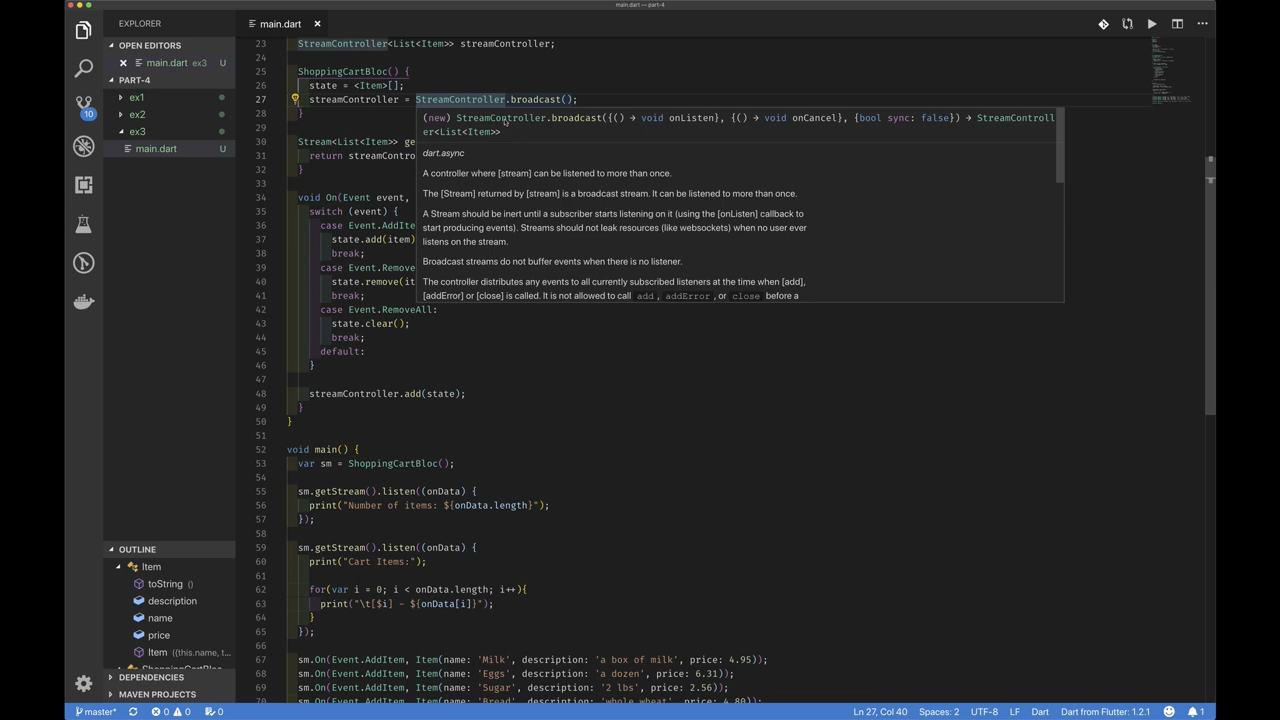 main.dart — part-4
EXPLORER
OPEN EDITORS
main.dart ex3 U
PART-4
ex1
ex2
ex3
main.dart U
10
OUTLINE
Item
toString ()
description
name
price
Item ({this.name, t...
ShoppingCartBloc
DEPENDENCIES
MAVEN PROJECTS
main.dart
23 StreamController<List<Item>> streamController;
24
25 ShoppingCartBloc() {
26 state = <Item>[];
27 streamController = StreamController.broadcast();
28 }
29
30 Stream<List<Item>> ge
31 return streamContro
32 }
33
34 void On(Event event,
35 switch (event) {
36 case Event.AddIte
37 state.add(item)
38 break;
39 case Event.Remove
40 state.remove(it
41 break;
42 case Event.RemoveAll:
43 state.clear();
44 break;
45 default:
46 }
47
48 streamController.add(state);
49 }
50 }
51
52 void main() {
53 var sm = ShoppingCartBloc();
54
55 sm.getStream().listen((onData) {
56 print("Number of items: ${onData.length}");
57 });
58
59 sm.getStream().listen((onData) {
60 print("Cart Items:");
61
62 for(var i = 0; i < onData.length; i++){
63 print("\t[$i] - ${onData[i]}");
64 }
65 });
66
67 sm.On(Event.AddItem, Item(name: 'Milk', description: 'a box of milk', price: 4.95));
68 sm.On(Event.AddItem, Item(name: 'Eggs', description: 'a dozen', price: 6.31));
69 sm.On(Event.AddItem, Item(name: 'Sugar', description: '2 lbs', price: 2.56));
70 sm.On(Event.AddItem, Item(name: 'Bread', description: 'whole wheat', price: 4.80));
(new) StreamController.broadcast({() → void onListen}, {() → void onCancel}, {bool sync: false}) → StreamControll
er<List<Item>>
dart.async
A controller where [stream] can be listened to more than once.
The [Stream] returned by [stream] is a broadcast stream. It can be listened to more than once.
A Stream should be inert until a subscriber starts listening on it (using the [onListen] callback to
start producing events). Streams should not leak resources (like websockets) when no user ever
listens on the stream.
Broadcast streams do not buffer events when there is no listener.
The controller distributes any events to all currently subscribed listeners at the time when [add],
[addError] or [close] is called. It is not allowed to call add , addError , or close before a
master* 0 0 0 Ln 27, Col 40 Spaces: 2 UTF-8 LF Dart Dart from Flutter: 1.2.1 1